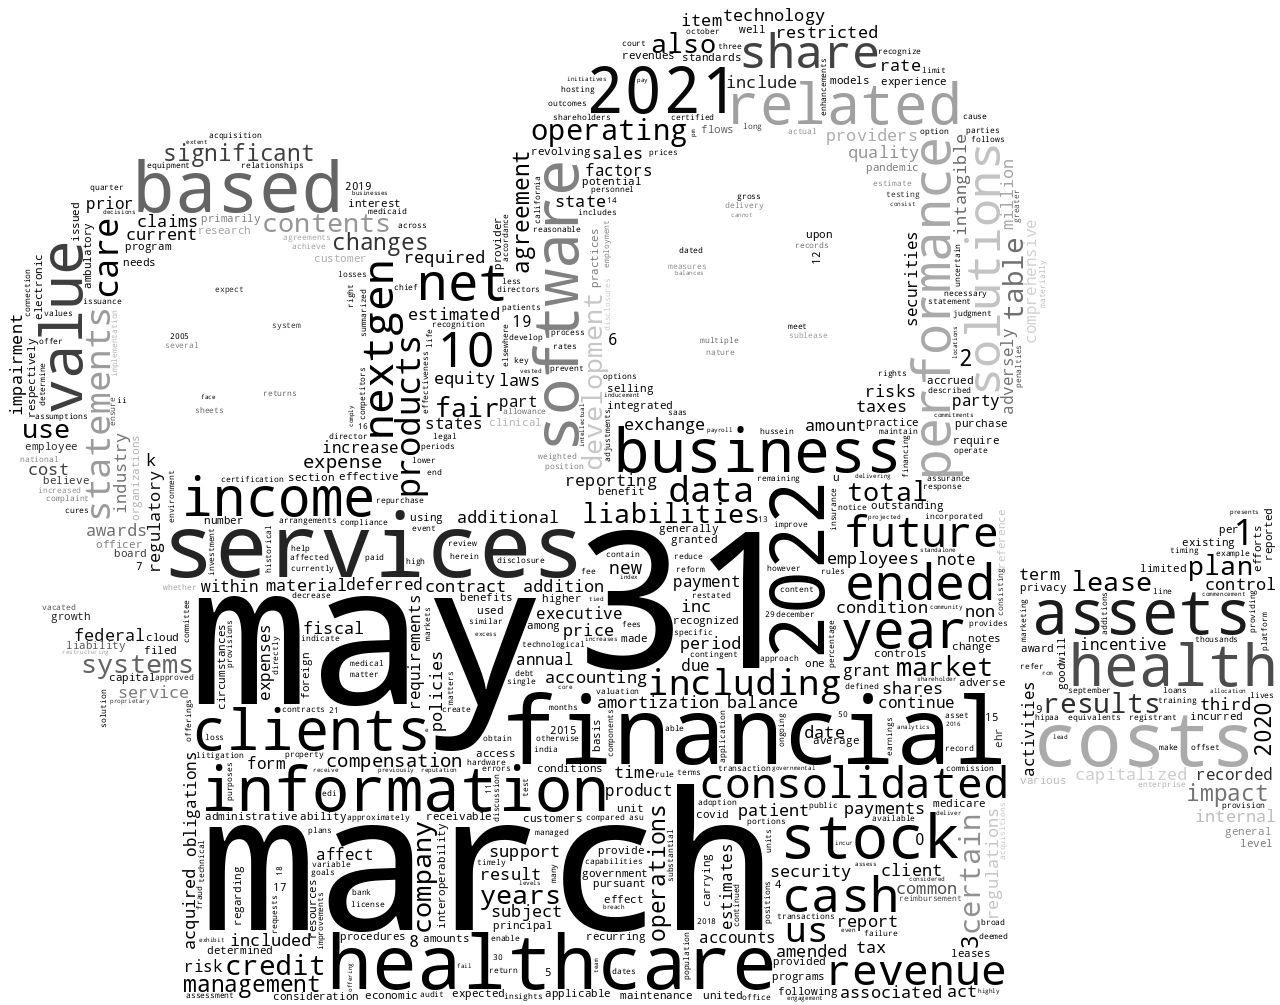 item technology
october well restricted
court also three share recognize
revenues standards rate limit
initiatives pay 2021 include models experience
hosting enhancements
outcomes related
shareholders certified cause
acquisition operating flows long actual providers option parties
extent significant revolving sales prices quality follows
equipment relationships factors pandemic intangible million
based 2019 potential estimate greater
quarter businesses personnel gross testing
prior interest agreement state 14 delivery consist
issued decisions claims primarily contents medicaid california includes cannot
current research across provider reasonable upon
program agreements changes accordance dated records securities
ambulatory care achieve customer required practices employment 12 uncertain comprehensive
needs losses chief net less measures necessary table
connection electronic value expect right directors balances statement materially
values issuance summarized estimated patients disclosures judgment
impairment offer system nextgen recognition 19 process meet performance solutions
respectively statements implementation 2005 10 develop software 6 multiple sublease 2
determine several life rates nature locations adversely penalties
assumptions ensure ii face returns competitors equity laws key prevent rights accrued
use sheets comply products effectiveness elsewhere vested options risks described party
employee industry 16 fair part selling inducement taxes commitments purchase
national cost director states allowance integrated saas practice require
believe organizations k increase legal clinical exchange payroll hussein amount maintain operate
increased regulatory expense periods weighted intellectual adjustments development business financing
complaint certification section effective lower position reporting remaining u delivering assurance
cures environment income repurchase end benefit data total response
awards number arrangements compliance using additional liabilities 13 improve insurance notice outstanding presents
officer investment historical help services event generally 2022 projected incorporated per 1
board affected paid review granted future existing efforts reported
7 currently high herein disclosure 31 contain reduce however employees standalone note preference timing example
whether within material deferred contract addition fee new index reform payment rules ended term limited plan
vacated decrease may benefits higher tied restated content consisting privacy lease line commencement control
growth committee used executive inc 29 december condition community non marketing assets additions providing platform
federal cloud circumstances provisions fiscal requirements markets similar among price fees recognized year provides award thousands
liability filed expenses indicate excess technological increases made specific period percentage controls notes refer incentive
restructuring directly medical annual contingent approach one change goodwill health
systems capital approved foreign matter policies matters debt accounting due grant shareholder market adverse rcm
service single core including defined shares september loans allocation
proprietary solution offerings contracts 21 create valuation amortization balance continue activities 9 results training third
clients months financial 50 asset 15 hipaa equivalents registrant incurred
loss 2015 basis components application ongoing date analytics 2016 ehr 2020
litigation property obtain otherwise average earnings record costs lead make offset
form compensation access india transaction governmental commission
purposes receive previously reputation hardware errors conditions time rule terms consolidated various capitalized recorded
obligations information edi 11 discussion test product adoption enterprise impact
administrative ability approximately receivable unit covid patient public payments medicare provision
customers compared asu portions available deliver internal
plans march managed operations substantial units stock general
acquired technical variable affect company interoperability support provide incur 0 certain regulations acquisitions level
fraud goals timely capabilities assess
regarding 18 result many government carrying estimates security client
17 bank levels pursuant 4 cash common considered
requests resources license years effect positions reimbursement
improvements subject breach 2018 continued transactions report abroad
exhibit principal us even failure deemed
included procedures 8 amounts enable recurring accounts amended tax 3 leases
determined healthcare
risk credit 30 fail team population provided revenue
management offering return 5 dates programs
assessment consideration economic audit expected insights applicable maintenance united office following engagement associated act highly